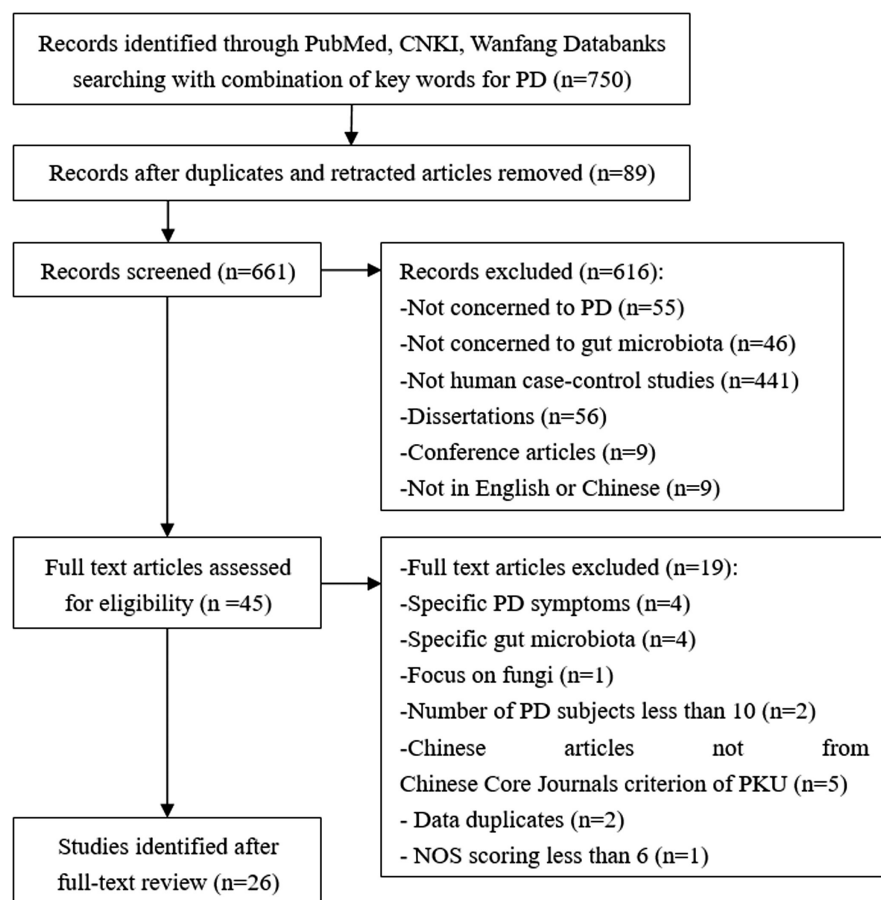 Records identified through PubMed, CNKI, Wanfang Databanks
searching with combination of key words for PD (n=750)
Records after duplicates and retracted articles removed (n=89)
Records screened (n=661)
Records excluded (n=616):
-Not concerned to PD (n=55)
-Not concerned to gut microbiota (n=46)
-Not human case-control studies (n=441)
-Dissertations (n=56)
-Conference articles (n=9)
-Not in English or Chinese (n=9)
Full text articles assessed
for eligibility (n =45)
-Full text articles excluded (n=19):
-Specific PD symptoms (n=4)
-Specific gut microbiota (n=4)
-Focus on fungi (n=1)
-Number of PD subjects less than 10 (n=2)
-Chinese articles not from
Chinese Core Journals criterion of PKU (n=5)
- Data duplicates (n=2)
- NOS scoring less than 6 (n=1)
Studies identified after
full-text review (n=26)